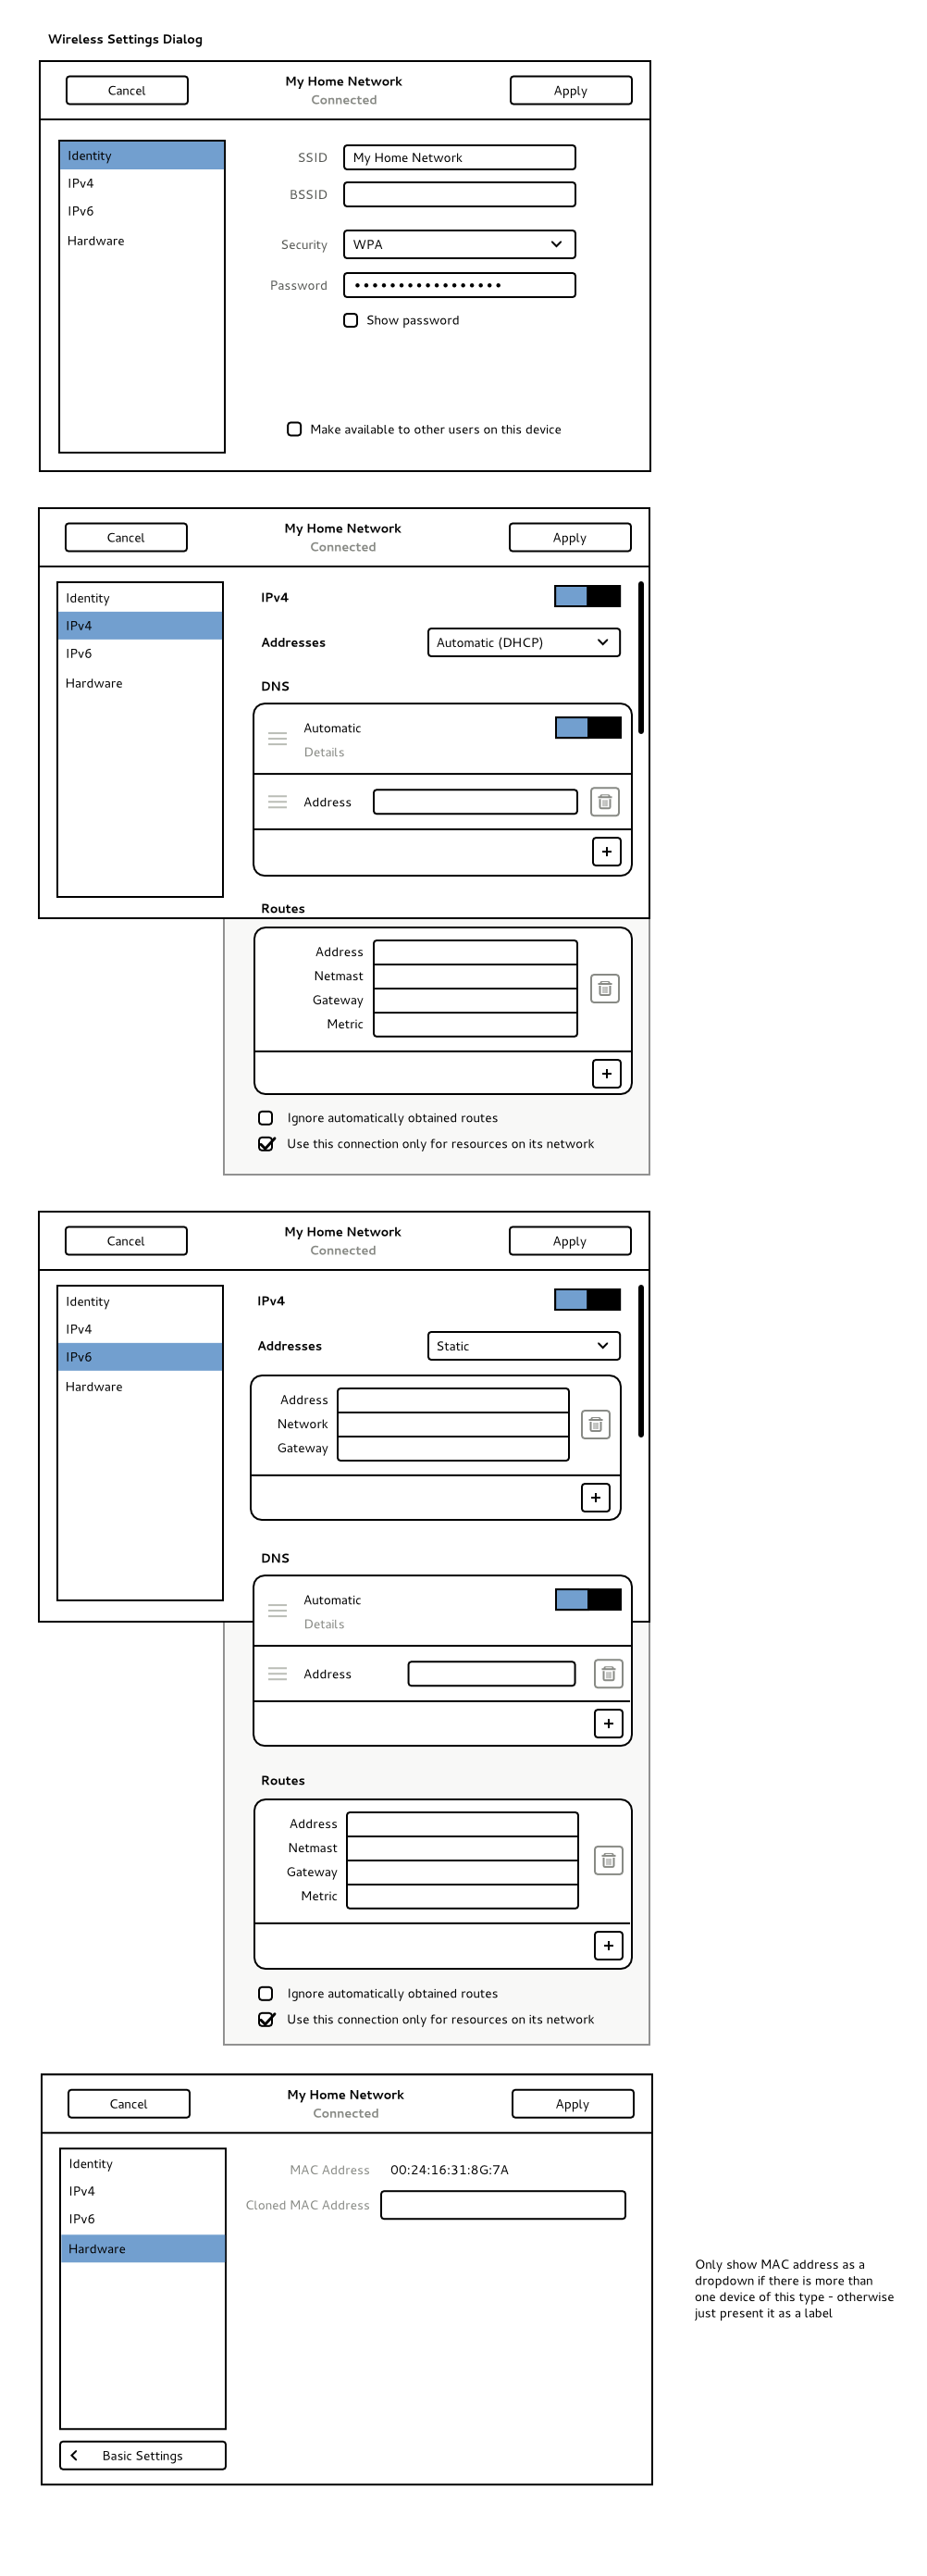 Wireless Settings Dialog
Cancel
My Home Network
Connected
Apply
Identity
IPv4
IPv6
Hardware
SSID
My Home Network
BSSID
Security
WPA
Password
•••••••••••••••••
Show password
Make available to other users on this device
Cancel
My Home Network
Connected
Apply
Identity
IPv4
IPv6
Hardware
IPv4
Addresses
Automatic (DHCP)
DNS
Automatic
Details
Address
+
Routes
Address
Netmast
Gateway
Metric
+
Ignore automatically obtained routes
Use this connection only for resources on its network
Cancel
My Home Network
Connected
Apply
Identity
IPv4
IPv6
Hardware
IPv4
Addresses
Static
Address
Network
Gateway
+
DNS
Automatic
Details
Address
+
Routes
Address
Netmast
Gateway
Metric
+
Ignore automatically obtained routes
Use this connection only for resources on its network
Cancel
My Home Network
Connected
Apply
Identity
IPv4
IPv6
Hardware
Basic Settings
MAC Address
00:24:16:31:8G:7A
Cloned MAC Address
Only show MAC address as a
dropdown if there is more than
one device of this type - otherwise
just present it as a label